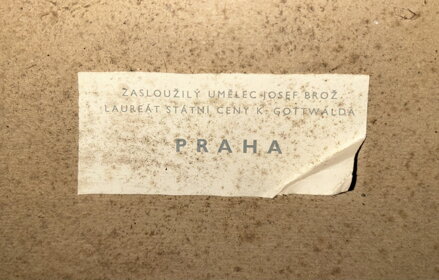 ZASLOUŽILÝ UMĚLEC JOSEF BROŽ.
LAUREÁT STÁTNÍ CENY K. GOTTWALDA
PRAHA